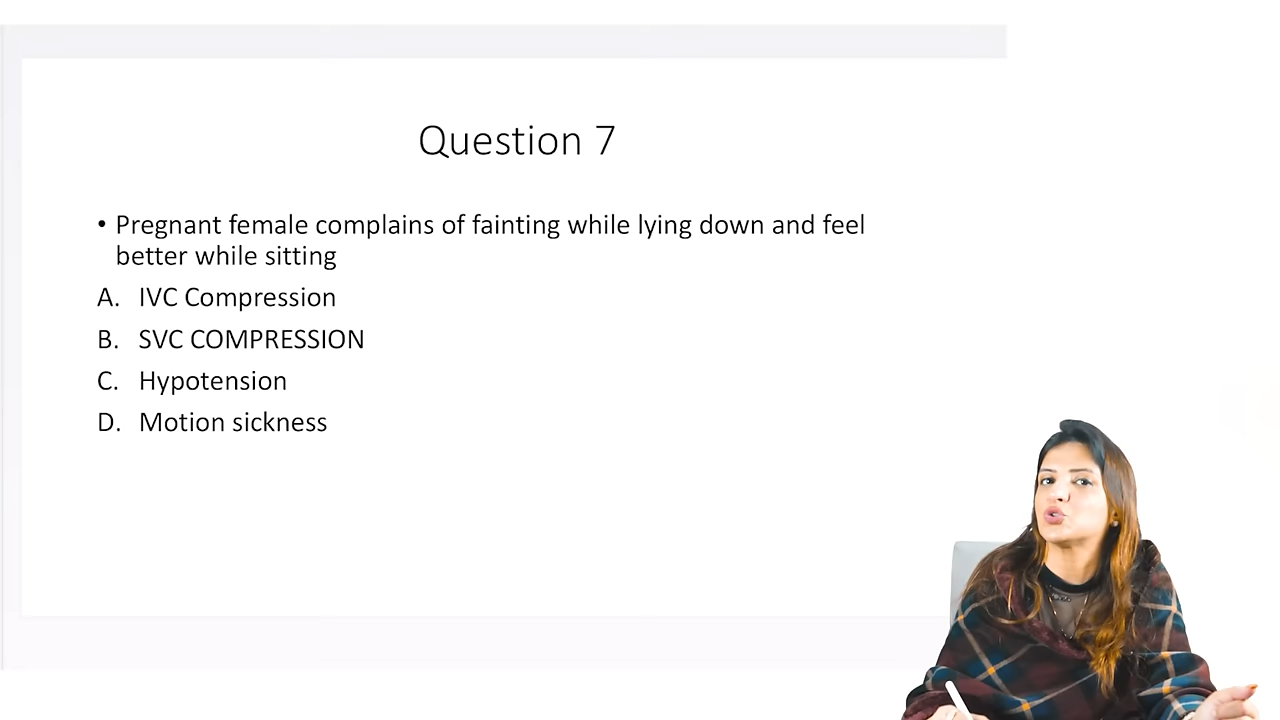 Question 7
• Pregnant female complains of fainting while lying down and feel
better while sitting
A. IVC Compression
B. SVC COMPRESSION
C. Hypotension
D. Motion sickness